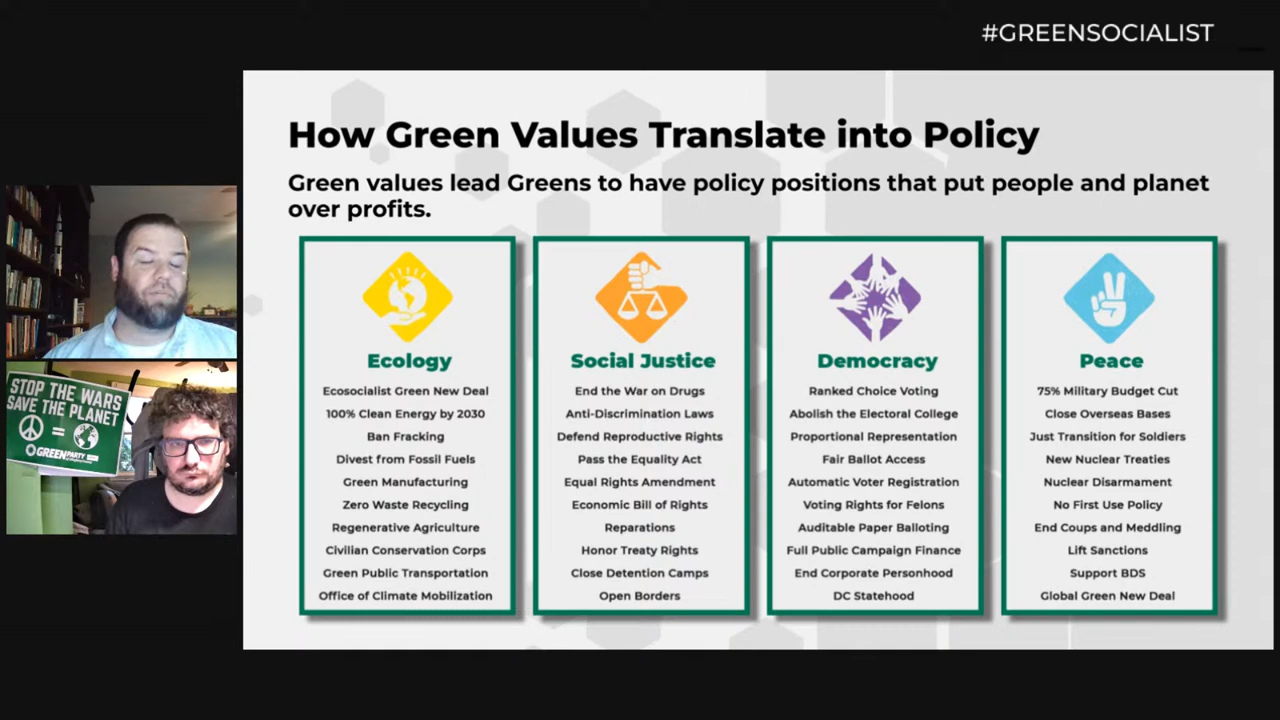 #GREENSOCIALIST
How Green Values Translate into Policy
Green values lead Greens to have policy positions that put people and planet
over profits.
Ecology
Ecosocialist Green New Deal
100% Clean Energy by 2030
Ban Fracking
Divest from Fossil Fuels
Green Manufacturing
Zero Waste Recycling
Regenerative Agriculture
Civilian Conservation Corps
Green Public Transportation
Office of Climate Mobilization
Social Justice
End the War on Drugs
Anti-Discrimination Laws
Defend Reproductive Rights
Pass the Equality Act
Equal Rights Amendment
Economic Bill of Rights
Reparations
Honor Treaty Rights
Close Detention Camps
Open Borders
Democracy
Ranked Choice Voting
Abolish the Electoral College
Proportional Representation
Fair Ballot Access
Automatic Voter Registration
Voting Rights for Felons
Auditable Paper Balloting
Full Public Campaign Finance
End Corporate Personhood
DC Statehood
Peace
75% Military Budget Cut
Close Overseas Bases
Just Transition for Soldiers
New Nuclear Treaties
Nuclear Disarmament
No First Use Policy
End Coups and Meddling
Lift Sanctions
Support BDS
Global Green New Deal
STOP THE WARS
SAVE THE PLANET
=
GREEN PARTY